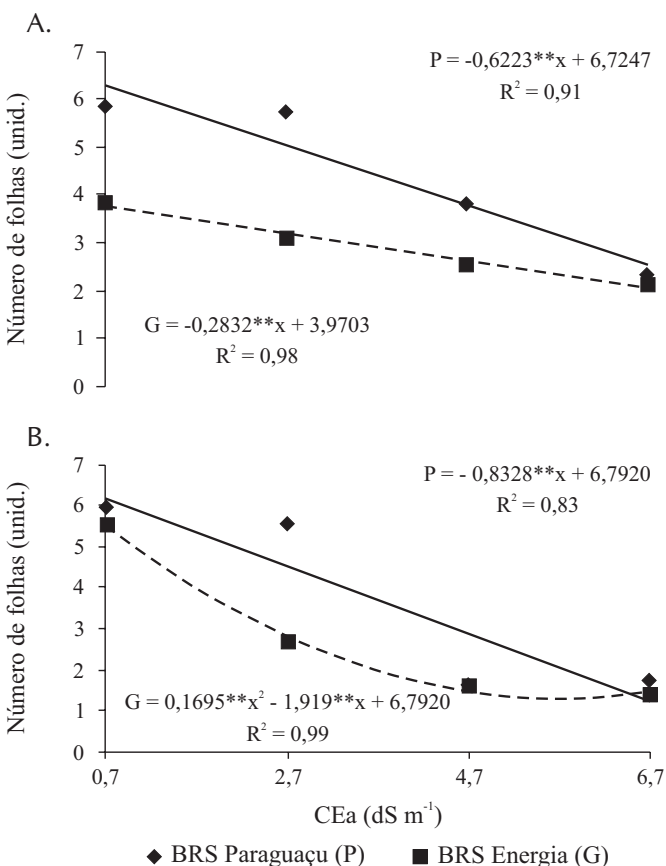 A.
7
6
5
4
3
2
1
0
Número de folhas (unid.)
P = -0,6223**x + 6,7247
R² = 0,91
G = -0,2832**x + 3,9703
R² = 0,98
B.
7
6
5
4
3
2
1
0
Número de folhas (unid.)
P = - 0,8328**x + 6,7920
R² = 0,83
G = 0,1695**x² - 1,919**x + 6,7920
R² = 0,99
0,7 2,7 4,7 6,7
CEa (dS m⁻¹)
BRS Paraguaçu (P) BRS Energia (G)